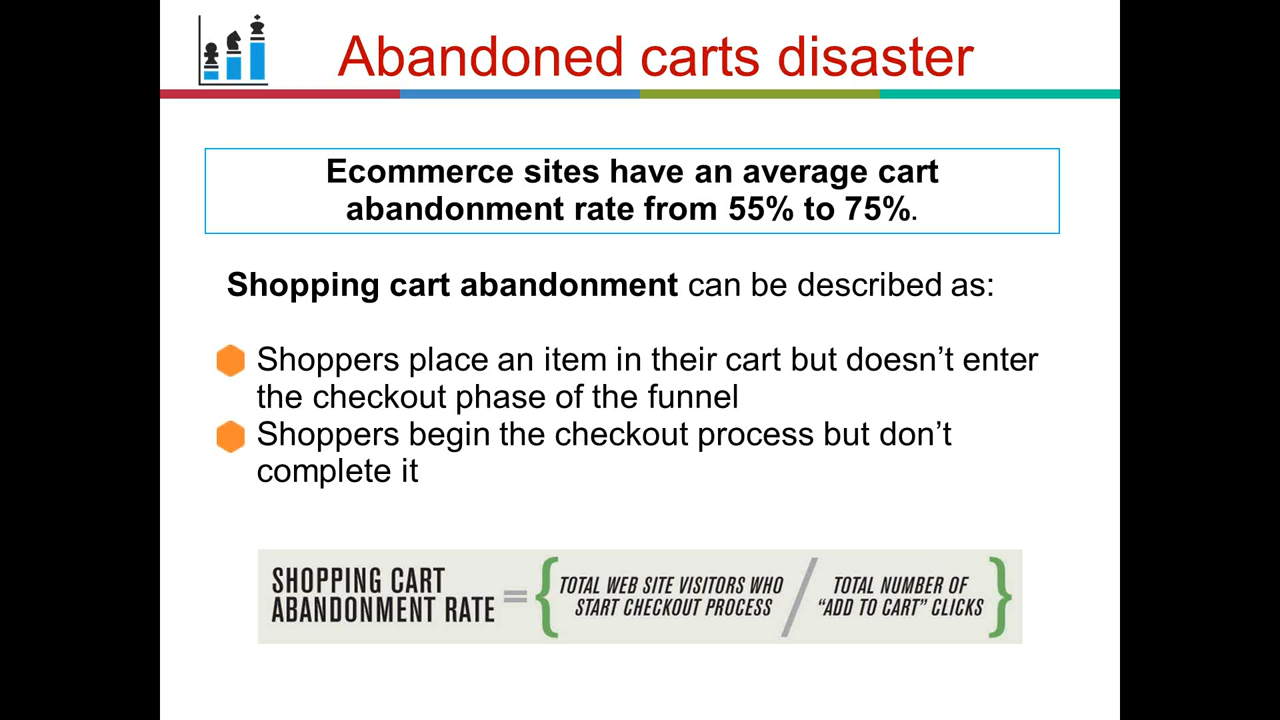 Abandoned carts disaster
Ecommerce sites have an average cart
abandonment rate from 55% to 75%.
Shopping cart abandonment can be described as:
Shoppers place an item in their cart but doesn’t enter
the checkout phase of the funnel
Shoppers begin the checkout process but don’t
complete it
SHOPPING CART
ABANDONMENT RATE
=
{
TOTAL WEB SITE VISITORS WHO
START CHECKOUT PROCESS
/
TOTAL NUMBER OF
“ADD TO CART” CLICKS
}